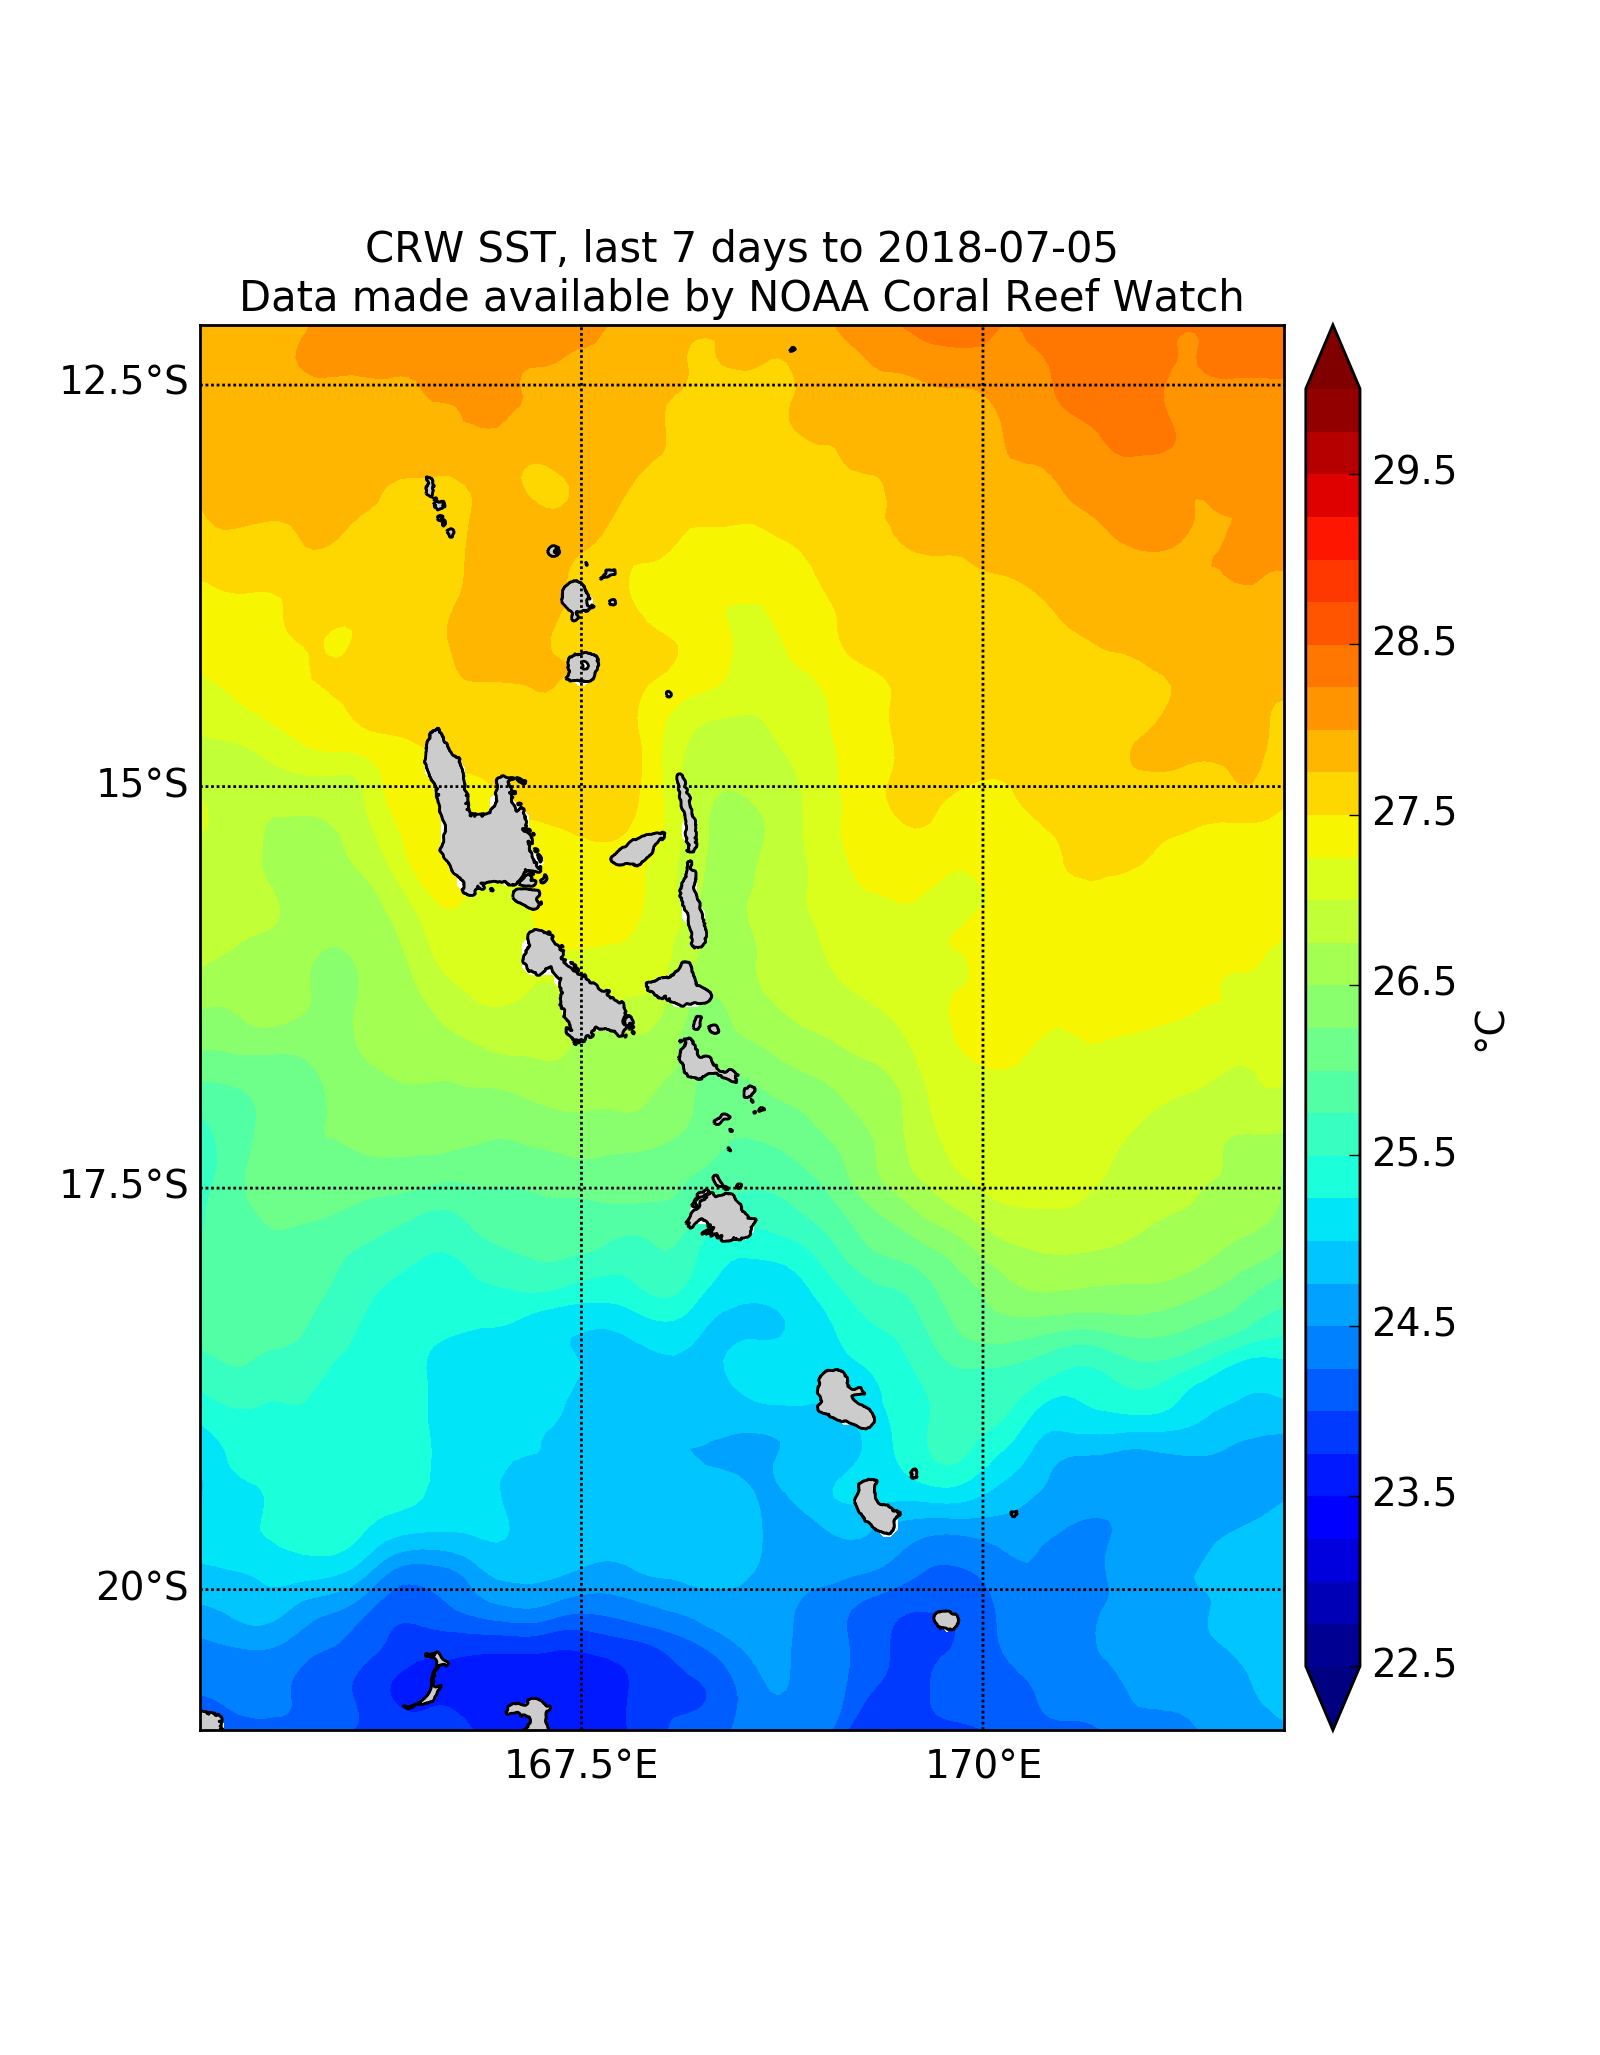 CRW SST, last 7 days to 2018-07-05
Data made available by NOAA Coral Reef Watch
12.5°S
15°S
17.5°S
20°S
167.5°E
170°E
29.5
28.5
27.5
26.5
25.5
24.5
23.5
22.5
°C